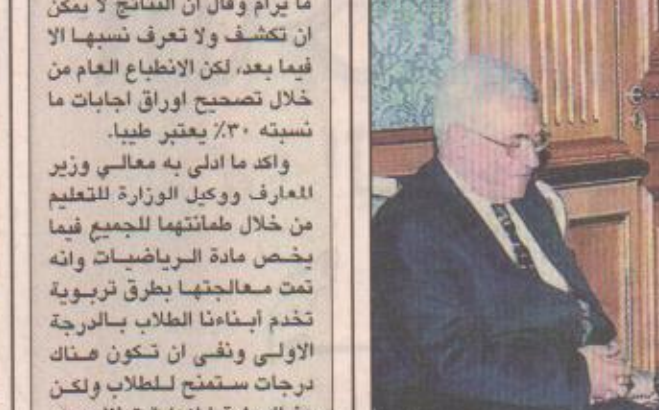 ما يرام وقال ان النتائج لا يمكن
ان تكشف ولا تعرف نسبها الا
فيما بعد، لكن الانطباع العام من
خلال تصحيح اوراق اجابات ما
نسبته ٣٠٪ يعتبر طيبا.
واكد ما ادلى به معالي وزير
المعارف ووكيل الوزارة للتعليم
من خلال طمانتهما للجميع فيما
يخص مادة الرياضيات وانه
تمت معالجتها بطرق تربوية
تخدم أبناءنا الطلاب بالدرجة
الاولى ونفى ان تكون هناك
درجات ستمنح للطلاب ولكن